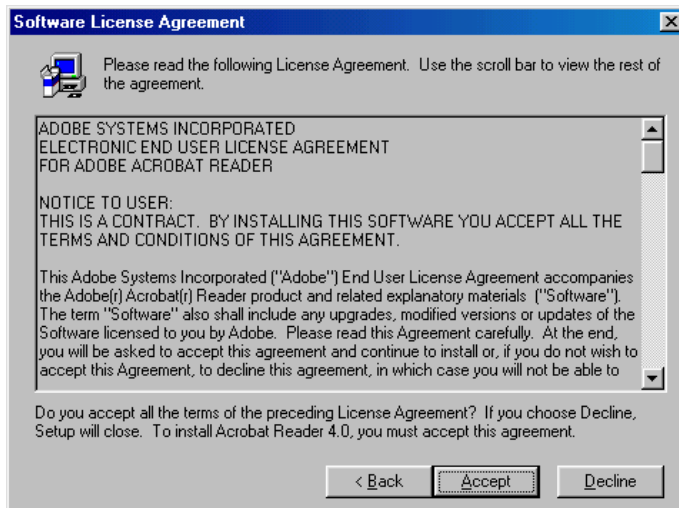 Software License Agreement
Please read the following License Agreement. Use the scroll bar to view the rest of
the agreement.
ADOBE SYSTEMS INCORPORATED
ELECTRONIC END USER LICENSE AGREEMENT
FOR ADOBE ACROBAT READER
NOTICE TO USER:
THIS IS A CONTRACT. BY INSTALLING THIS SOFTWARE YOU ACCEPT ALL THE
TERMS AND CONDITIONS OF THIS AGREEMENT.
This Adobe Systems Incorporated ("Adobe") End User License Agreement accompanies
the Adobe(r) Acrobat(r) Reader product and related explanatory materials ("Software").
The term "Software" also shall include any upgrades, modified versions or updates of the
Software licensed to you by Adobe. Please read this Agreement carefully. At the end,
you will be asked to accept this agreement and continue to install or, if you do not wish to
accept this Agreement, to decline this agreement, in which case you will not be able to
Do you accept all the terms of the preceding License Agreement? If you choose Decline,
Setup will close. To install Acrobat Reader 4.0, you must accept this agreement.
< Back Accept Decline